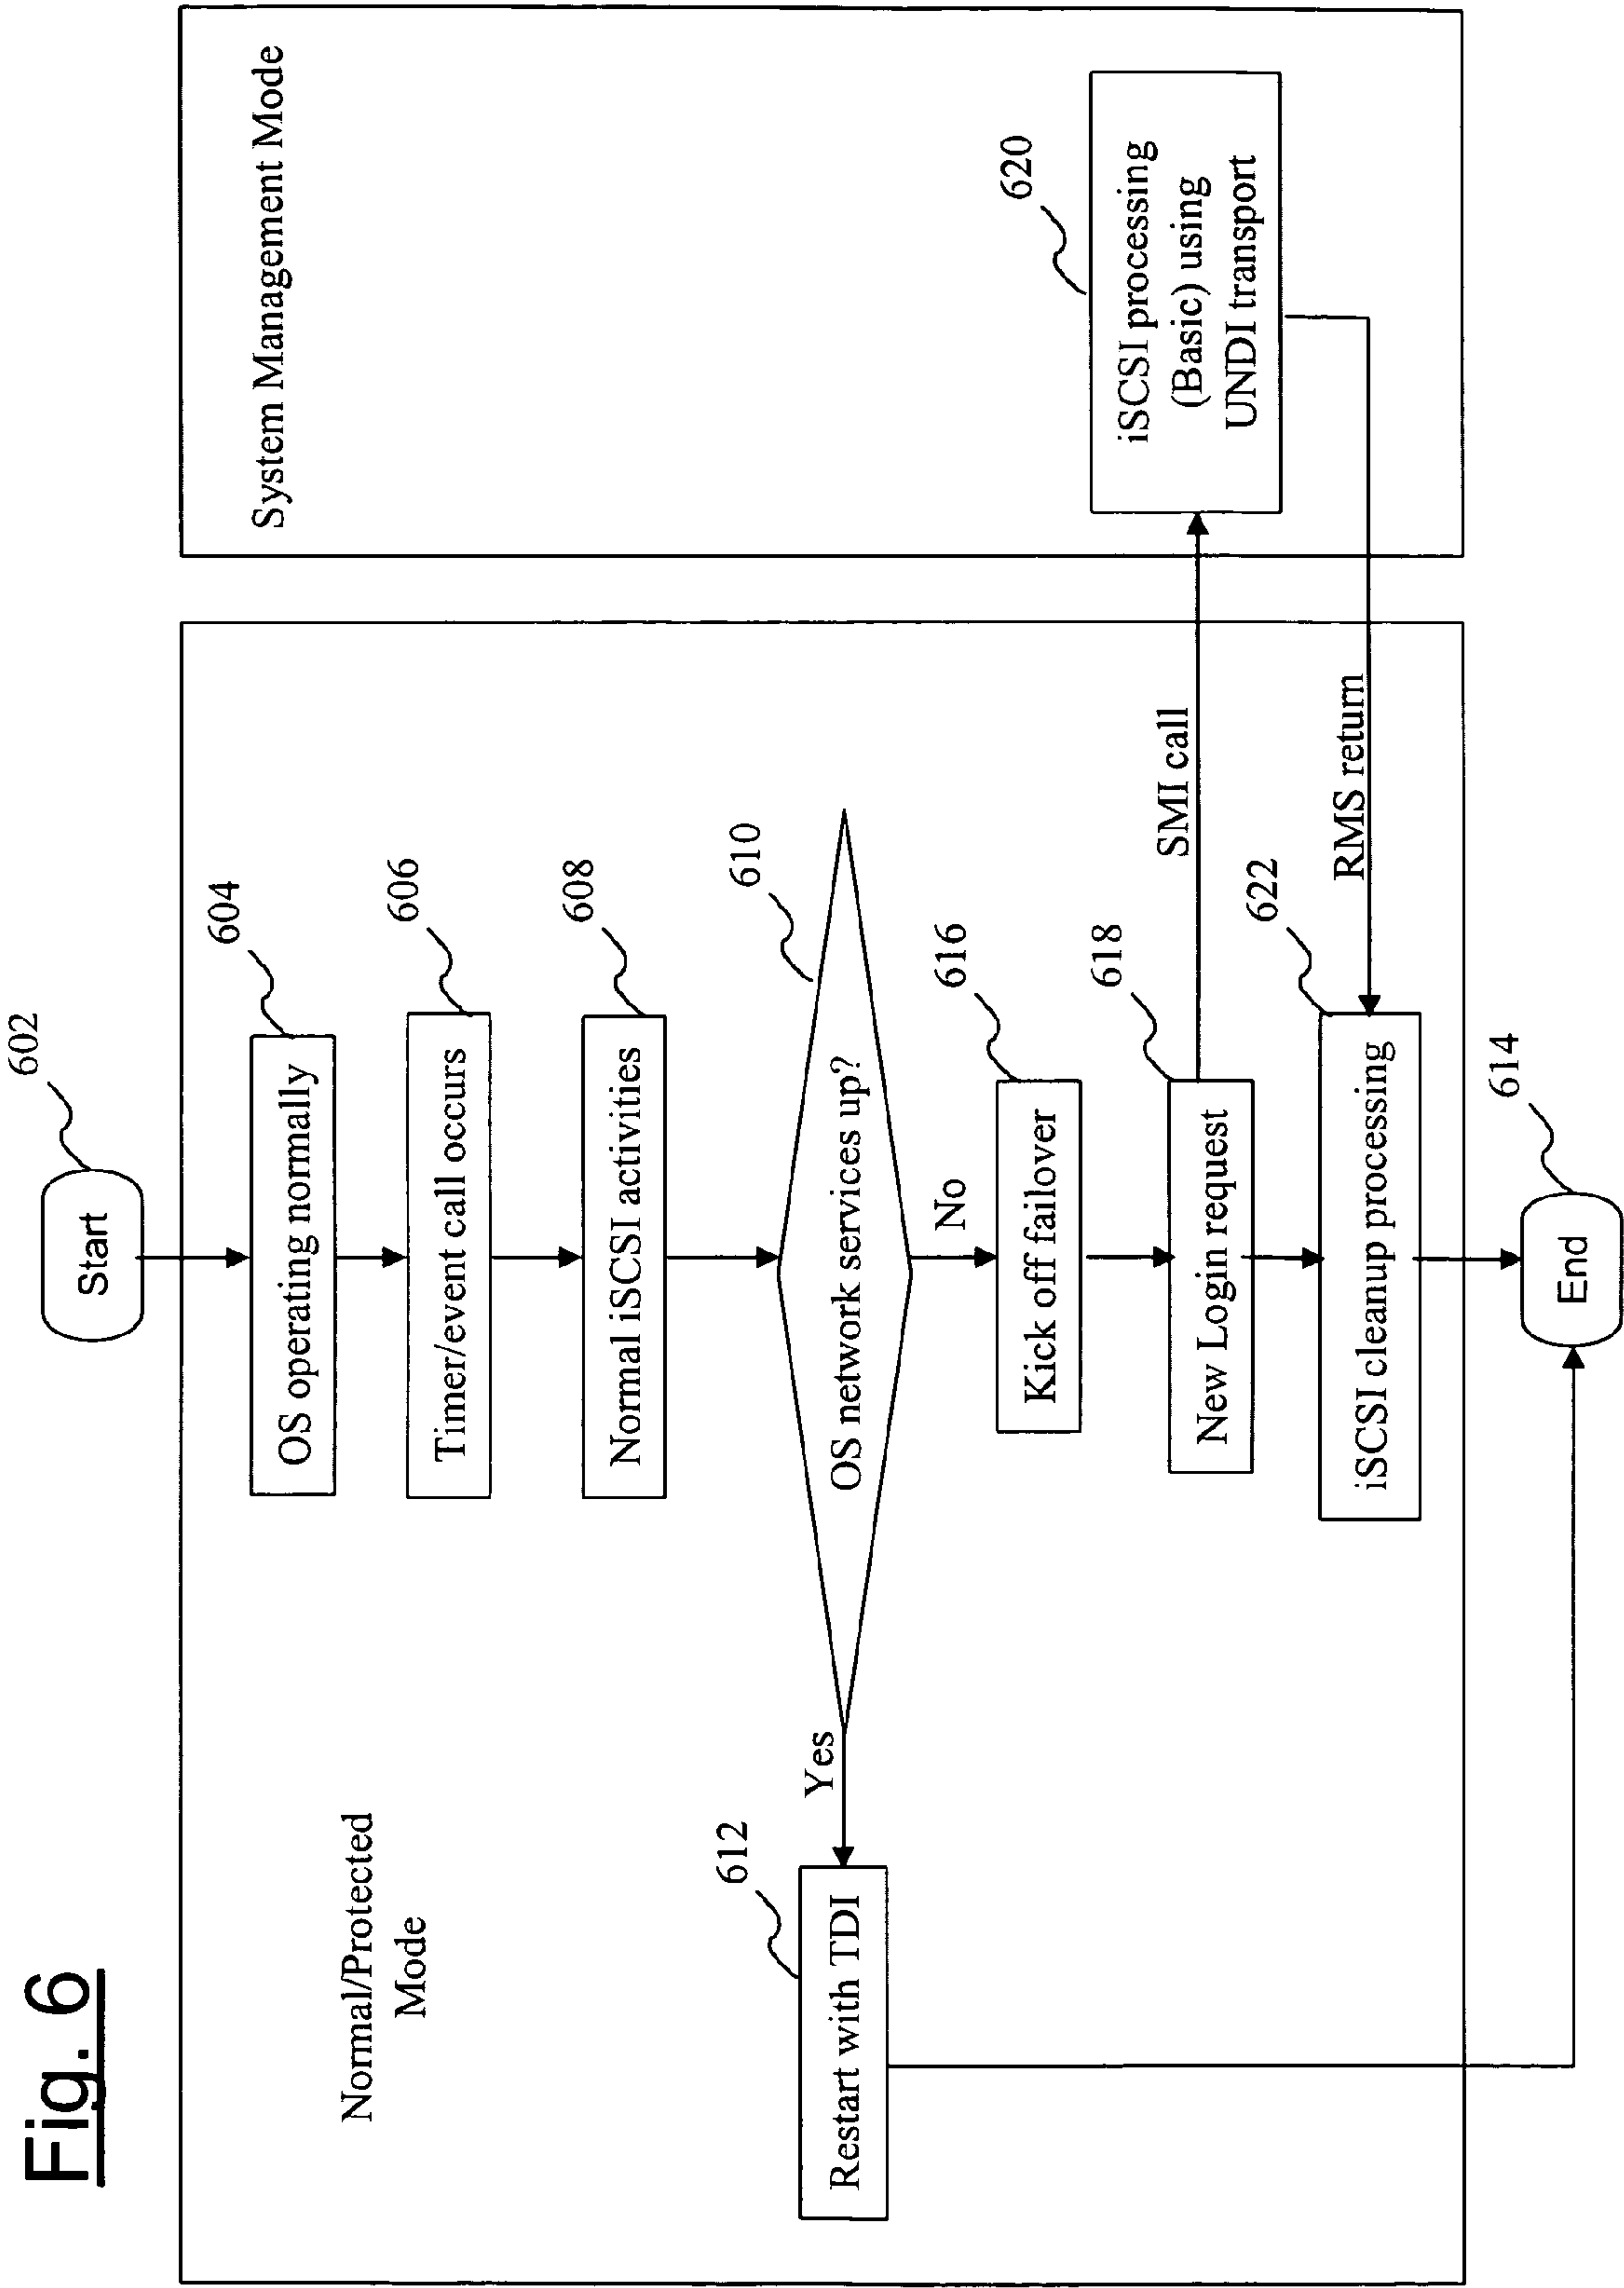 Fig. 6
602
Start
Normal/Protected
Mode
System Management Mode
604
OS operating normally
606
Timer/event call occurs
608
Normal iSCSI activities
610
OS network services up?
Yes
612
Restart with TDI
No
616
Kick off failover
618
New Login request
SMI call
620
iSCSI processing
(Basic) using
UNDI transport
RMS return
622
iSCSI cleanup processing
614
End